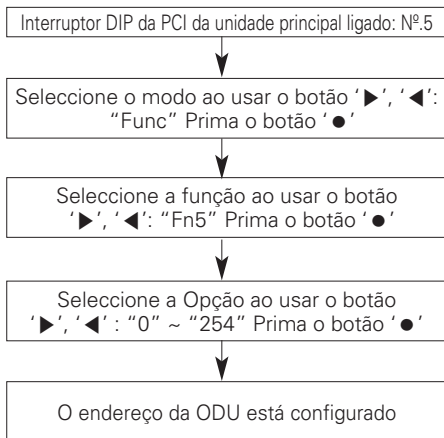 Interruptor DIP da PCI da unidade principal ligado: Nº.5
Seleccione o modo ao usar o botão ‘▶’, ‘◀’:
“Func” Prima o botão ‘●’
Seleccione a função ao usar o botão
‘▶’, ‘◀’: “Fn5” Prima o botão ‘●’
Seleccione a Opção ao usar o botão
‘▶’, ‘◀’ : “0” ~ “254” Prima o botão ‘●’
O endereço da ODU está configurado